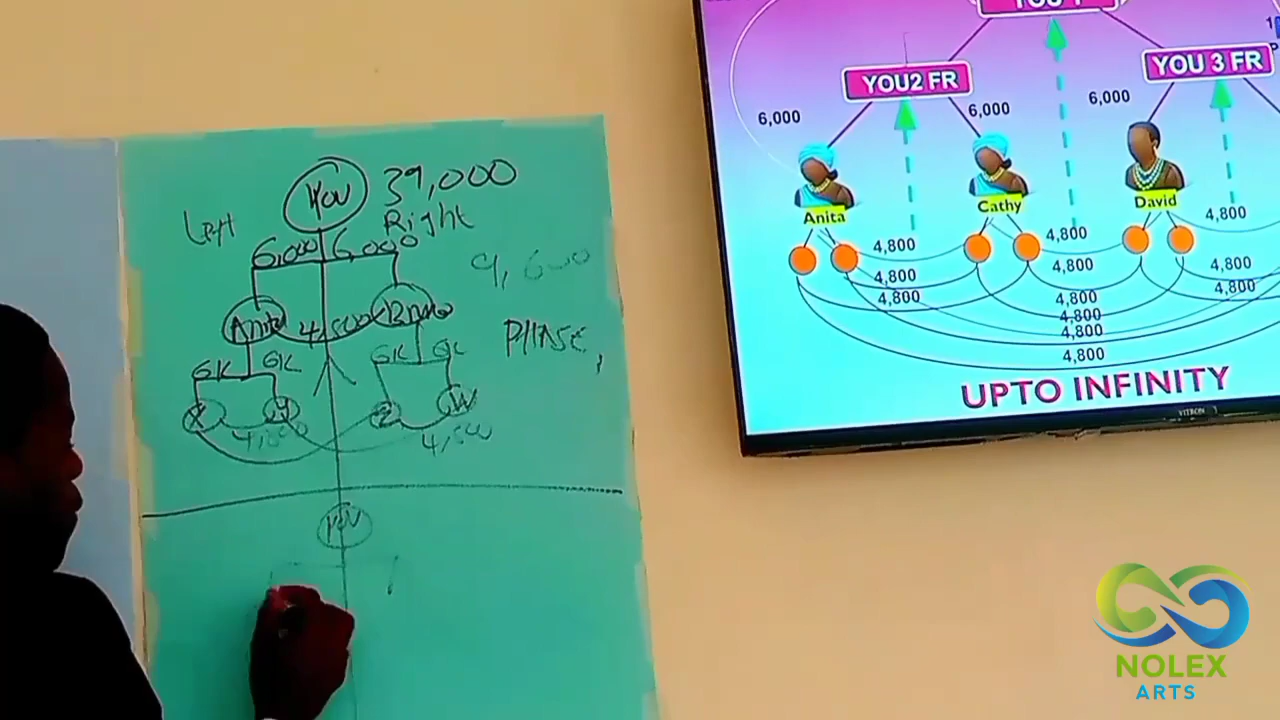 YOU 39,000
Left
Right
6,000 6,000
9,600
Anita 4,800
PHASE,
6K 6K 6K 6K
X Y Z W
4,800
YOU
YOU2 FR
YOU 3 FR
6,000
6,000
6,000
Anita
Cathy
David
4,800
4,800
4,800
4,800
4,800
4,800
4,800
4,800
4,800
4,800
4,800
4,800
UPTO INFINITY
VITRON
NOLEX
ARTS